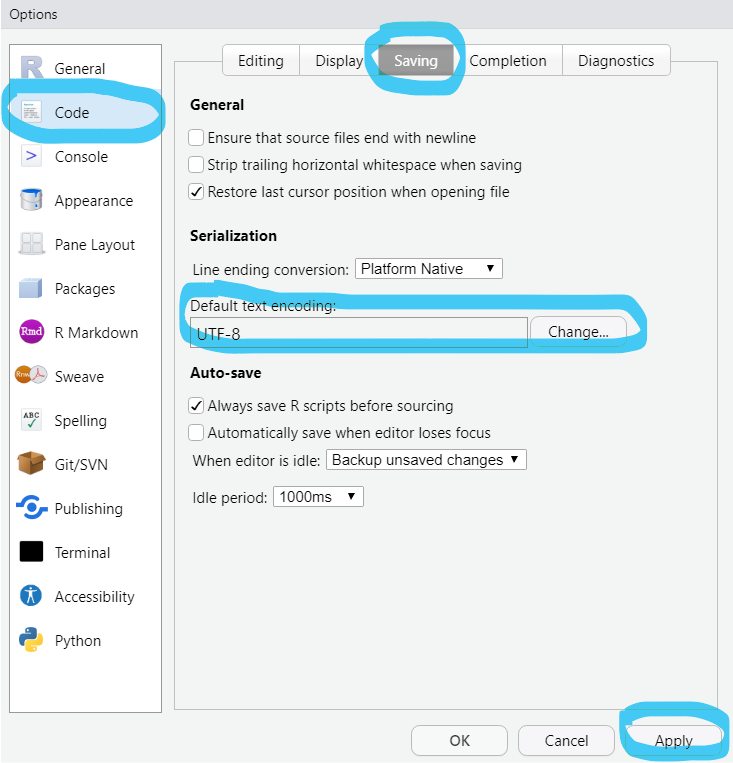 Options
General
Code
Console
Appearance
Pane Layout
Packages
Rmd R Markdown
Rnw Sweave
ABC Spelling
Git/SVN
Publishing
Terminal
Accessibility
Python
Editing Display Saving Completion Diagnostics
General
Ensure that source files end with newline
Strip trailing horizontal whitespace when saving
Restore last cursor position when opening file
Serialization
Line ending conversion: Platform Native
Default text encoding:
UTF-8 Change...
Auto-save
Always save R scripts before sourcing
Automatically save when editor loses focus
When editor is idle: Backup unsaved changes
Idle period: 1000ms
OK Cancel Apply